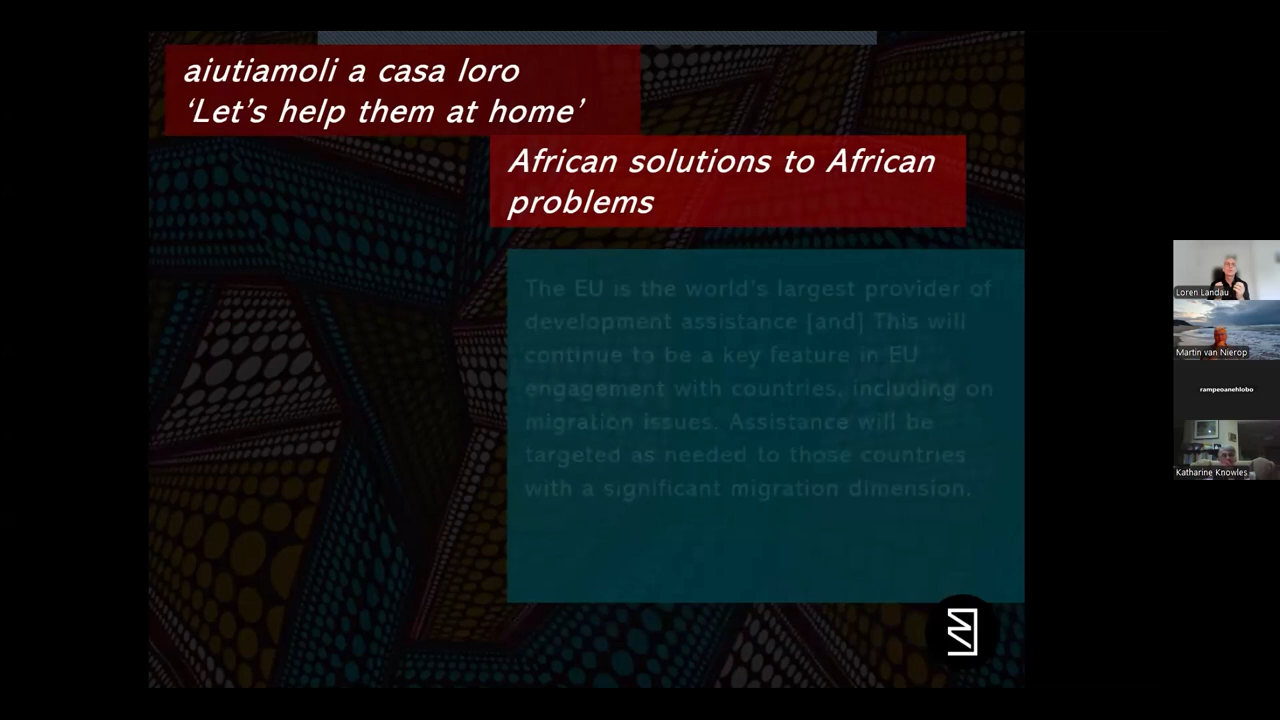 aiutiamoli a casa loro
‘Let’s help them at home’
African solutions to African
problems
The EU is the world's largest provider of
development assistance [and] This will
continue to be a key feature in EU
engagement with countries, including on
migration issues. Assistance will be
targeted as needed to those countries
with a significant migration dimension.
Loren Landau
Martin van Nierop
rampeoanehlobo
Katharine Knowles